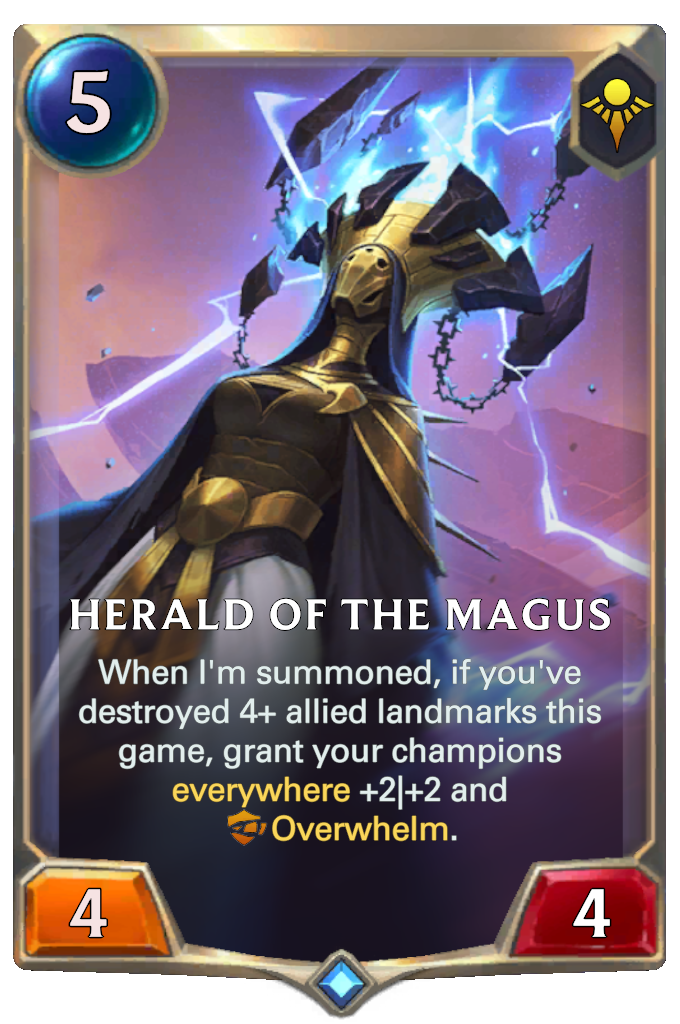 5
HERALD OF THE MAGUS
When I'm summoned, if you've
destroyed 4+ allied landmarks this
game, grant your champions
everywhere +2|+2 and
Overwhelm.
4
4